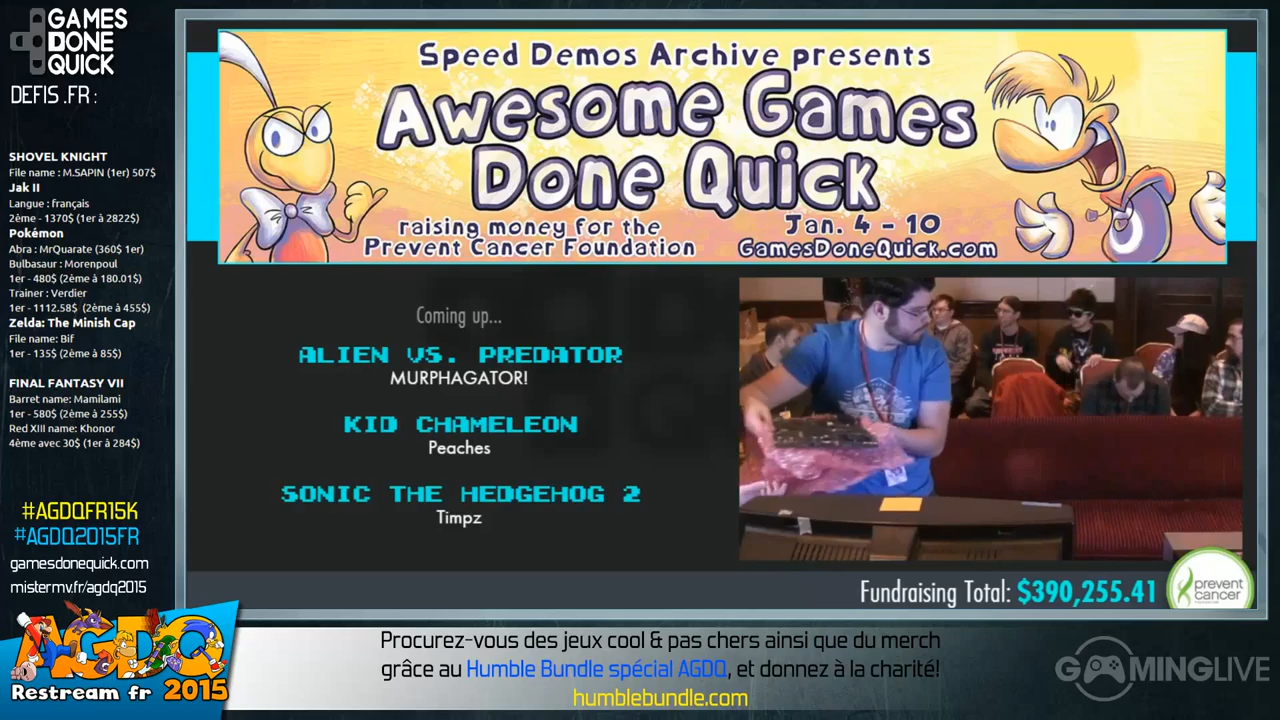 GAMES
DONE
QUICK
DEFIS .FR :
SHOVEL KNIGHT
File name : M.SAPIN (1er) 507$
Jak II
Langue : français
2ème - 1370$ (1er à 2822$)
Pokémon
Abra : MrQuarate (360$ 1er)
Bulbasaur : Morenpoul
1er - 480$ (2ème à 180.01$)
Trainer : Verdier
1er - 1112.58$ (2ème à 455$)
Zelda: The Minish Cap
File name: Bif
1er - 135$ (2ème à 85$)
FINAL FANTASY VII
Barret name: Mamilami
1er - 580$ (2ème à 255$)
Red XIII name: Khonor
4ème avec 30$ (1er à 284$)
#AGDQFR15K
#AGDQ2015FR
gamesdonequick.com
mistermv.fr/agdq2015
AGDQ
Restream fr 2015
Speed Demos Archive presents
Awesome Games
Done Quick
raising money for the
Prevent Cancer Foundation
Jan. 4 - 10
GamesDoneQuick.com
Coming up...
ALIEN VS. PREDATOR
MURPHAGATOR!
KID CHAMELEON
Peaches
SONIC THE HEDGEHOG 2
Timpz
Fundraising Total: $390,255.41
prevent
cancer
Procurez-vous des jeux cool & pas chers ainsi que du merch
grâce au Humble Bundle spécial AGDQ, et donnez à la charité!
humblebundle.com
GAMINGLIVE